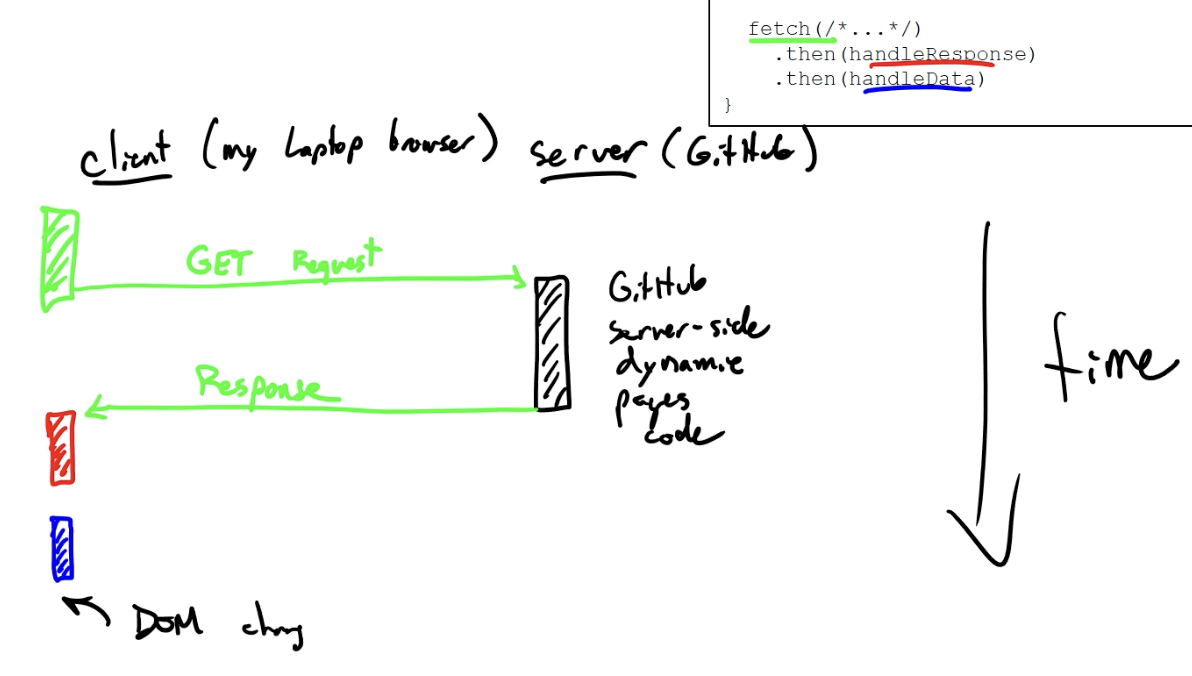 fetch(/*...*/)
.then(handleResponse)
.then(handleData)
}
client (my Laptop browser) server (GitHub)
GET Request
GitHub
server-side
dynamic
pages
code
Response
time
DOM chang